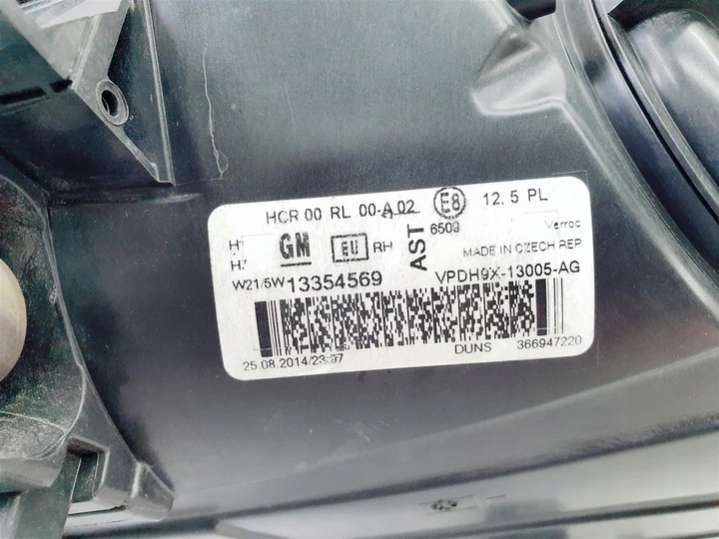 HCR 00 RL 00-A 02 E8 12. 5 PL
GM EU RH AST 6509 Varroc
MADE IN CZECH REP
W21/5W 13354569 VPDH9X-13005-AG
25.08.2014/23:37 DUNS 366947220